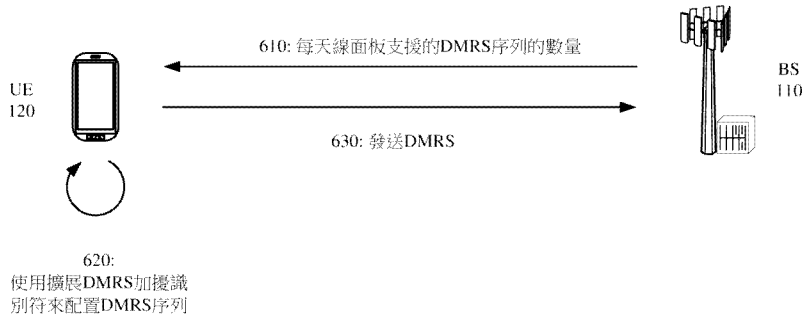 610: 每天線面板支援的DMRS序列的數量
UE
120
BS
110
630: 發送DMRS
620:
使用擴展DMRS加擾識
別符來配置DMRS序列